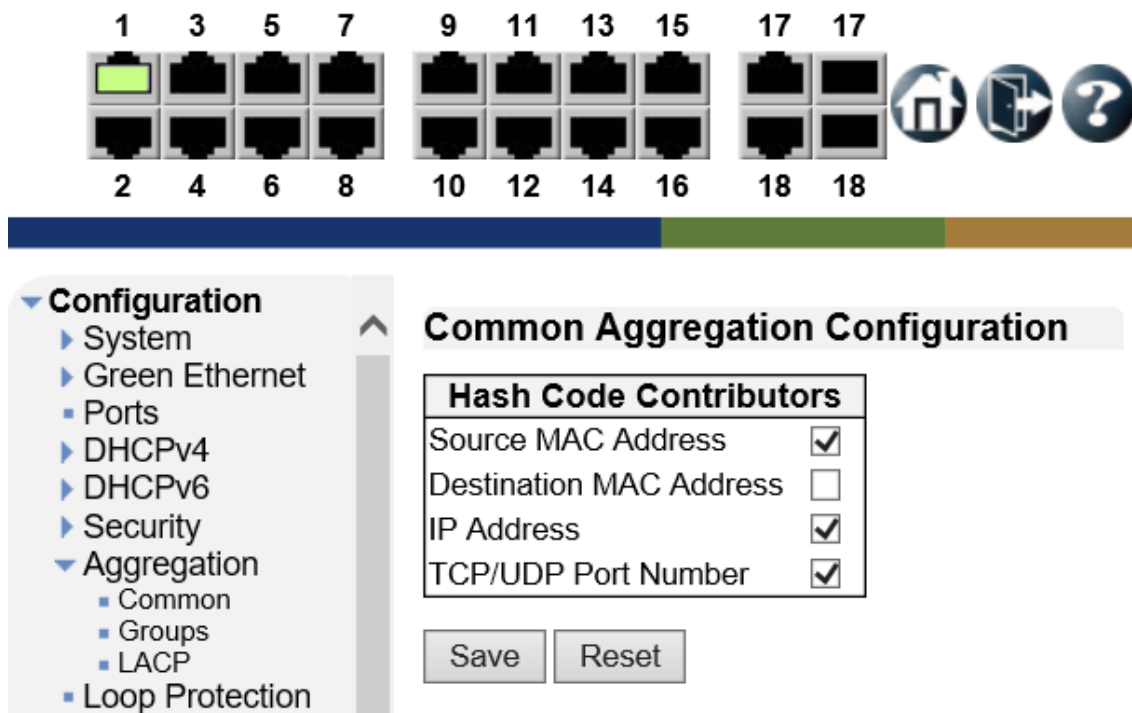 1 3 5 7 9 11 13 15 17 17
?
2 4 6 8 10 12 14 16 18 18
Configuration
System
Green Ethernet
Ports
DHCPv4
DHCPv6
Security
Aggregation
Common
Groups
LACP
Loop Protection
Common Aggregation Configuration
Hash Code Contributors
Source MAC Address
Destination MAC Address
IP Address
TCP/UDP Port Number
Save Reset